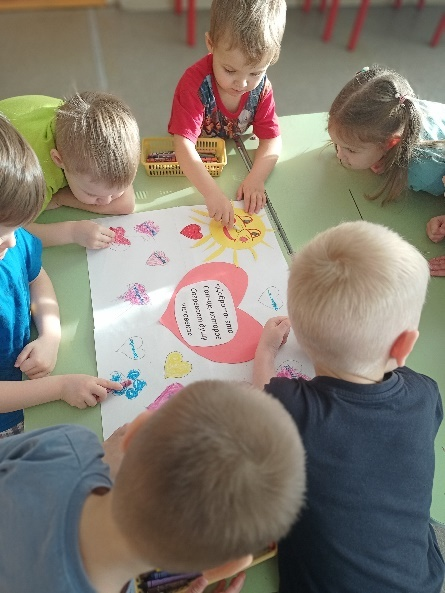 «Доброта- это
солнце, которое
Согревает душу
человека»